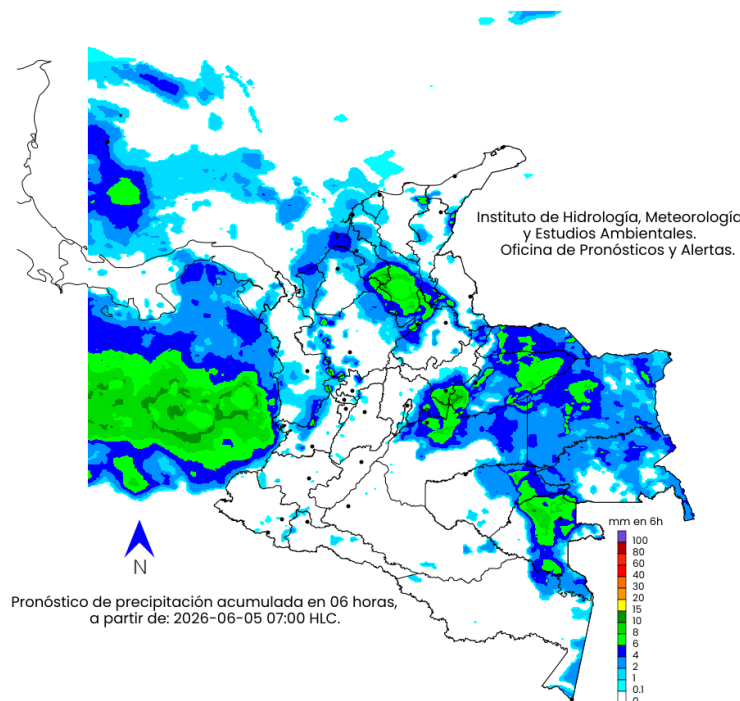 Instituto de Hidrología, Meteorología
y Estudios Ambientales.
Oficina de Pronósticos y Alertas.
N
Pronóstico de precipitación acumulada en 06 horas,
a partir de: 2026-06-05 07:00 HLC.
mm en 6h
100
80
60
40
30
20
15
10
8
6
4
2
1
0.1
0